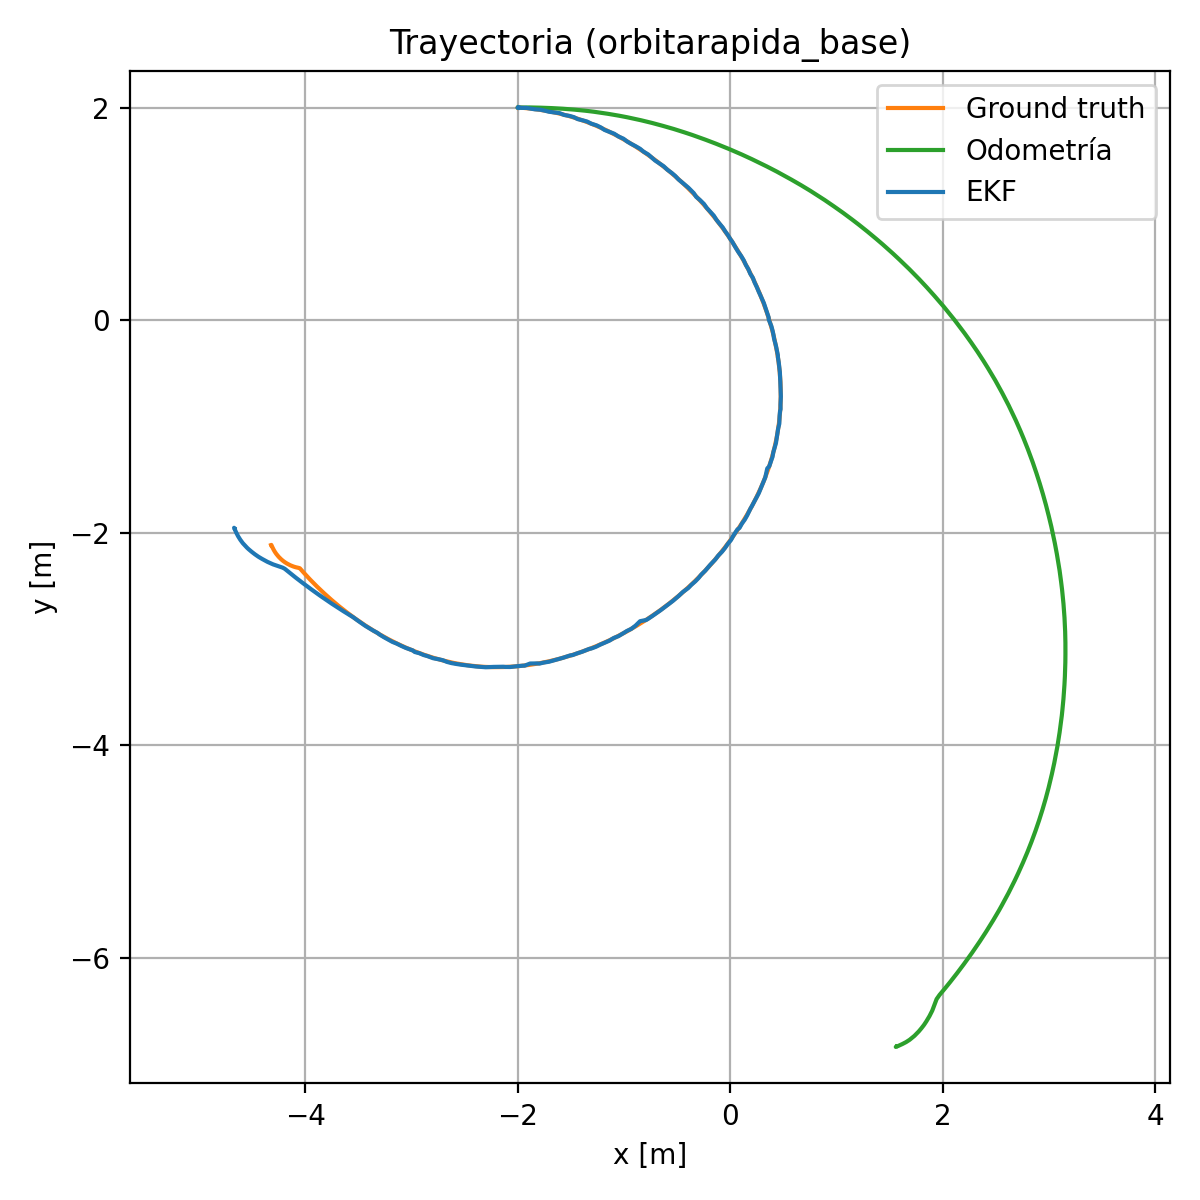 Trayectoria (orbitarapida_base)
Ground truth
Odometría
EKF
2
0
−2
−4
−6
y [m]
−4
−2
0
2
4
x [m]